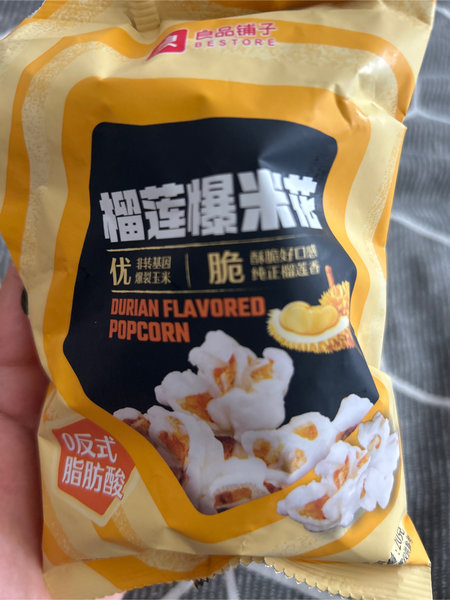 良品铺子
BESTORE
榴莲爆米花
优 非转基因
爆裂玉米
脆 酥脆好口感
纯正榴莲香
DURIAN FLAVORED
POPCORN
0反式
脂肪酸